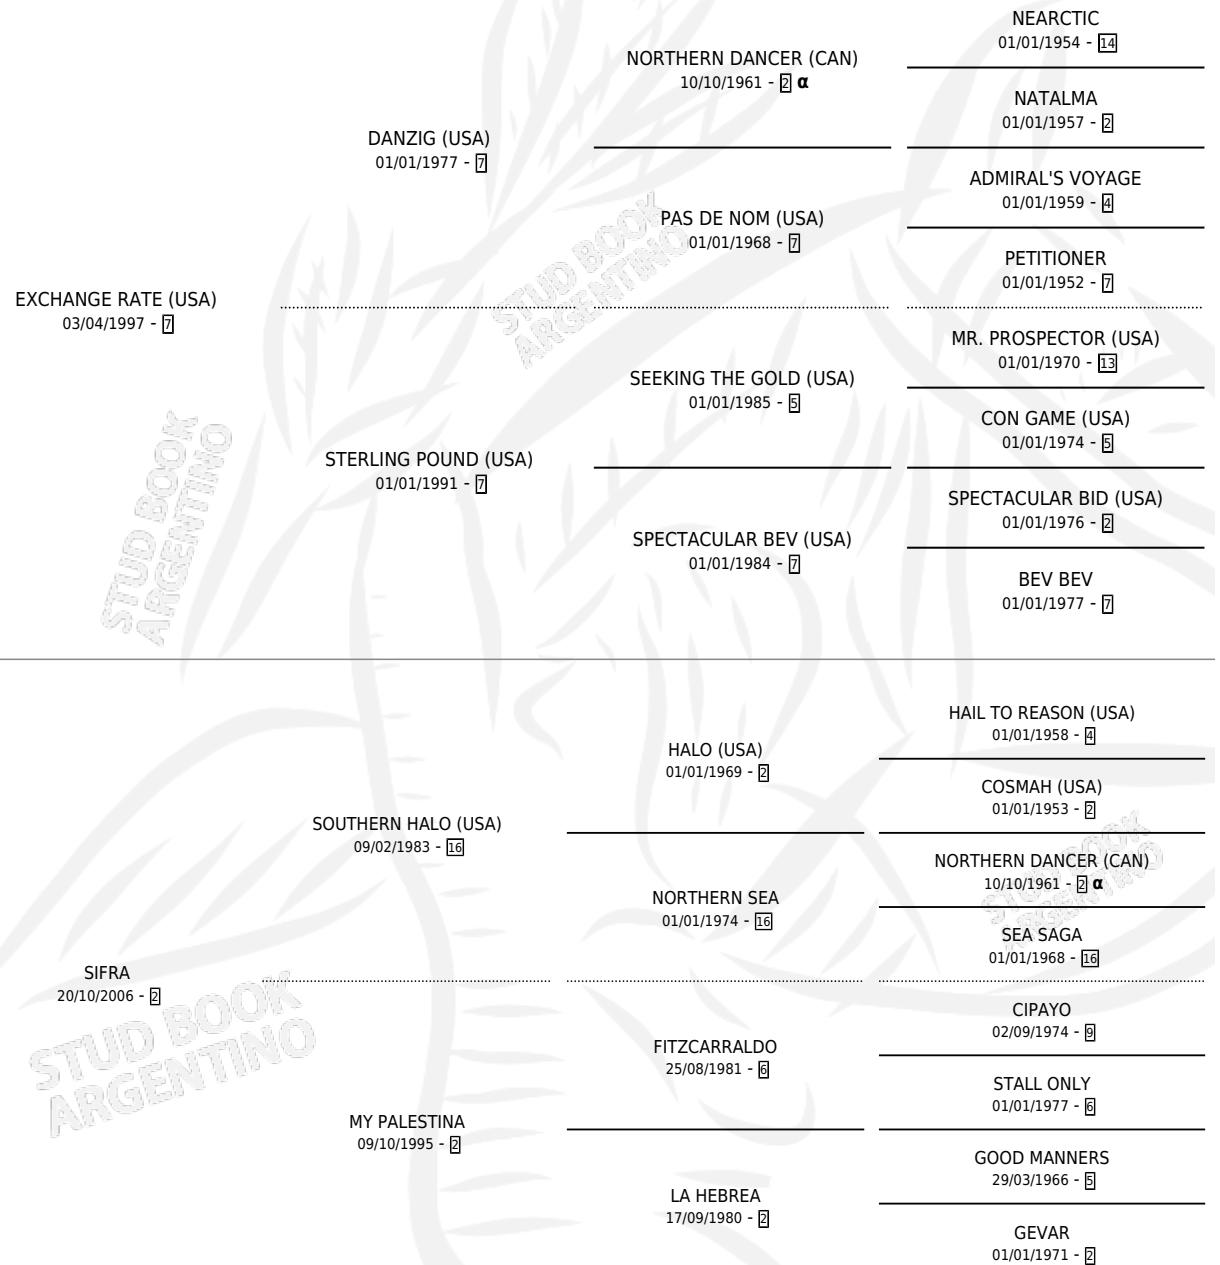 NEARCTIC
01/01/1954 - 14
NORTHERN DANCER (CAN)
10/10/1961 - 2 α
NATALMA
01/01/1957 - 2
DANZIG (USA)
01/01/1977 - 7
ADMIRAL'S VOYAGE
01/01/1959 - 4
PAS DE NOM (USA)
01/01/1968 - 7
PETITIONER
01/01/1952 - 7
EXCHANGE RATE (USA)
03/04/1997 - 7
MR. PROSPECTOR (USA)
01/01/1970 - 13
SEEKING THE GOLD (USA)
01/01/1985 - 5
CON GAME (USA)
01/01/1974 - 5
STERLING POUND (USA)
01/01/1991 - 7
SPECTACULAR BID (USA)
01/01/1976 - 2
SPECTACULAR BEV (USA)
01/01/1984 - 7
BEV BEV
01/01/1977 - 7
HAIL TO REASON (USA)
01/01/1958 - 4
HALO (USA)
01/01/1969 - 2
COSMAH (USA)
01/01/1953 - 2
SOUTHERN HALO (USA)
09/02/1983 - 16
NORTHERN DANCER (CAN)
10/10/1961 - 2 α
NORTHERN SEA
01/01/1974 - 16
SEA SAGA
01/01/1968 - 16
SIFRA
20/10/2006 - 2
CIPAYO
02/09/1974 - 9
FITZCARRALDO
25/08/1981 - 6
STALL ONLY
01/01/1977 - 6
MY PALESTINA
09/10/1995 - 2
GOOD MANNERS
29/03/1966 - 5
LA HEBREA
17/09/1980 - 2
GEVAR
01/01/1971 - 2
STUD BOOK
ARGENTINO
STUD BOOK
ARGENTINO
STUD BOOK
ARGENTINO
STUD BOOK
ARGENTINO